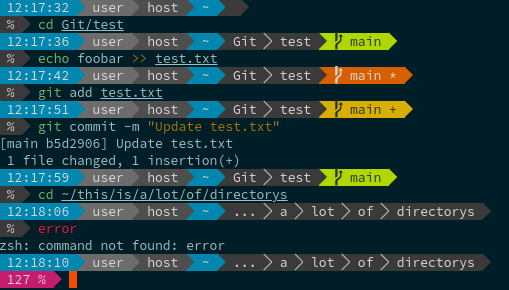 12:17:32 user host ~
% cd Git/test
12:17:36 user host ~ Git test main
% echo foobar >> test.txt
12:17:42 user host ~ Git test main *
% git add test.txt
12:17:51 user host ~ Git test main +
% git commit -m "Update test.txt"
[main b5d2906] Update test.txt
1 file changed, 1 insertion(+)
12:17:59 user host ~ Git test main
% cd ~/this/is/a/lot/of/directorys
12:18:06 user host ~ ... a lot of directorys
% error
zsh: command not found: error
12:18:10 user host ~ ... a lot of directorys
127 %